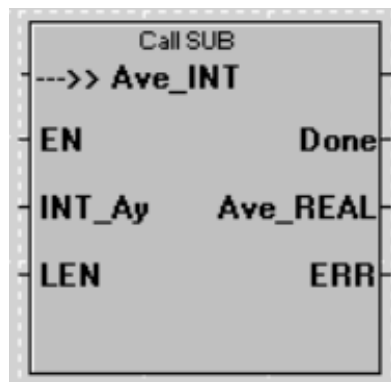 Call SUB
--->> Ave_INT
EN Done
INT_Ay Ave_REAL
LEN ERR